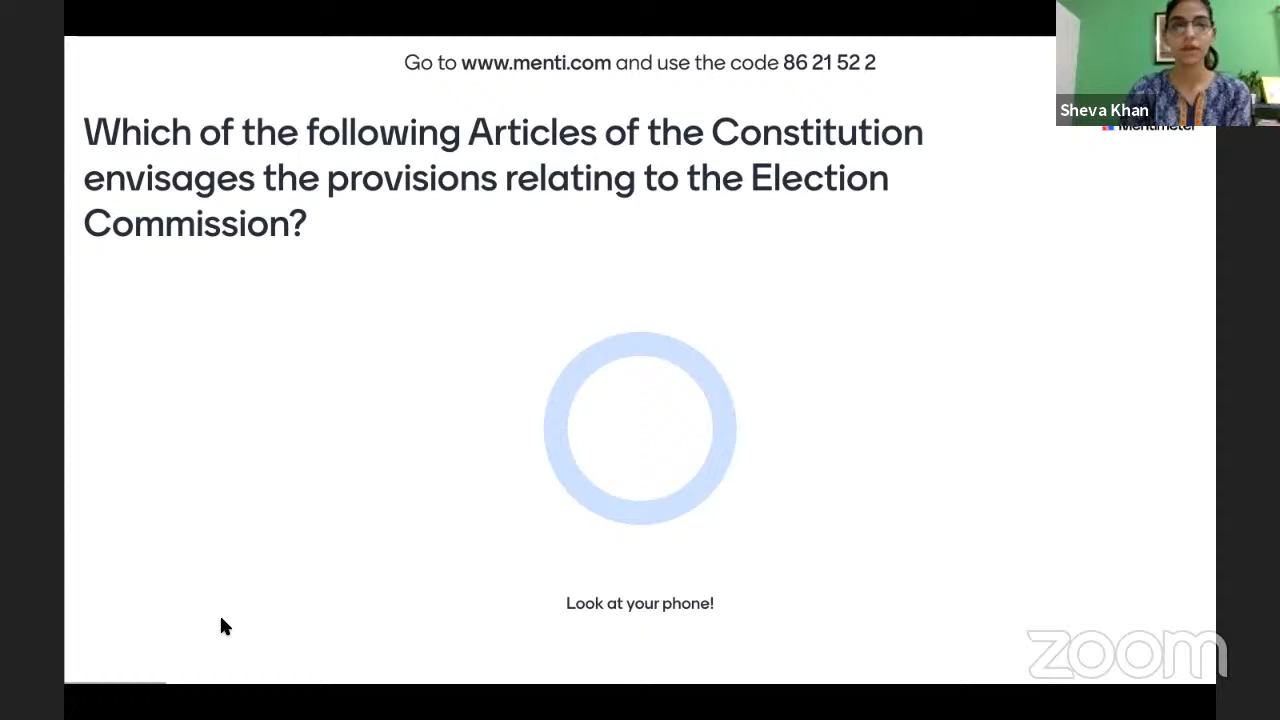 Go to www.menti.com and use the code 86 21 52 2
Sheva Khan
Mentimeter
Which of the following Articles of the Constitution
envisages the provisions relating to the Election
Commission?
Look at your phone!
zoom